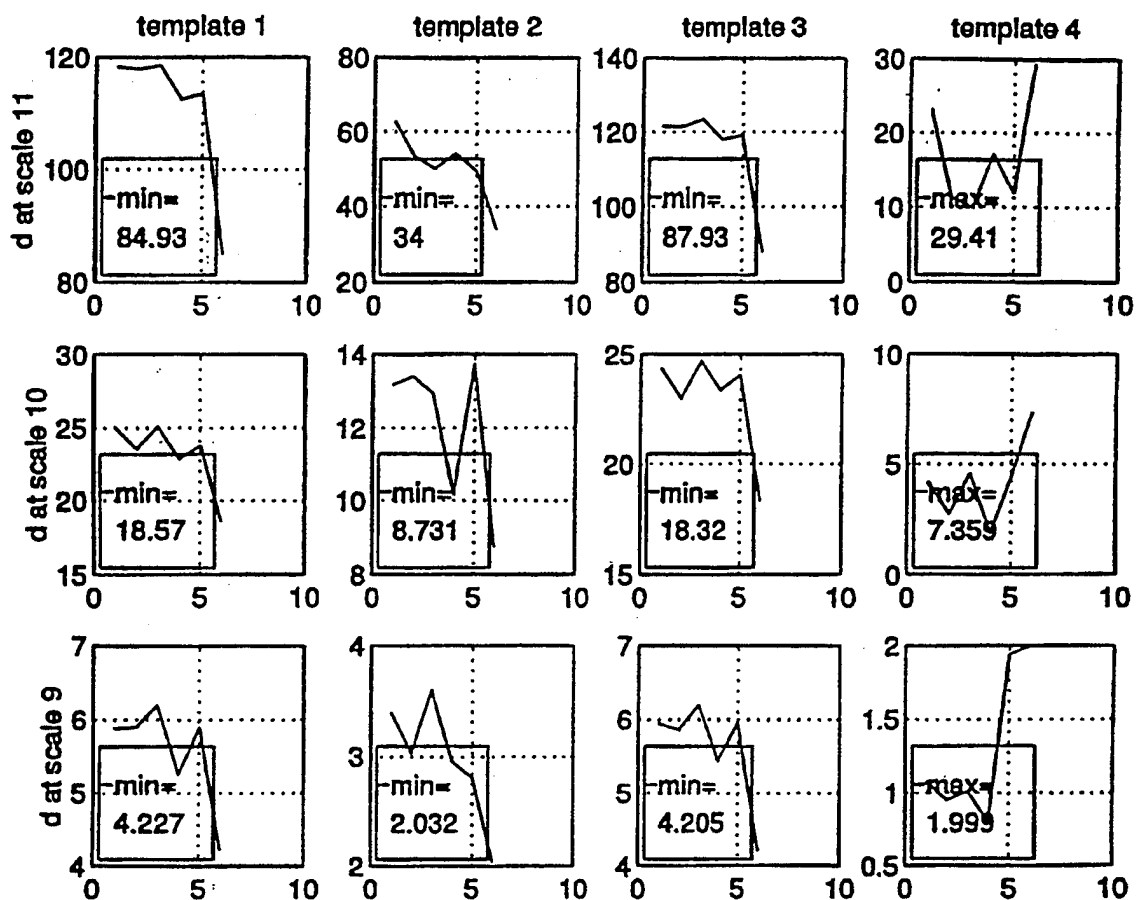 template 1 template 2 template 3 template 4
d at scale 11
120
100
80
min=
84.93
0 5 10
80
60
40
20
min=
34
0 5 10
140
120
100
80
min=
87.93
0 5 10
30
20
10
0
max=
29.41
0 5 10
d at scale 10
30
25
20
15
min=
18.57
0 5 10
14
12
10
8
min=
8.731
0 5 10
25
20
15
min=
18.32
0 5 10
10
5
0
max=
7.359
0 5 10
d at scale 9
7
6
5
4
min=
4.227
0 5 10
4
3
2
min=
2.032
0 5 10
7
6
5
4
min=
4.205
0 5 10
2
1.5
1
0.5
max=
1.999
0 5 10